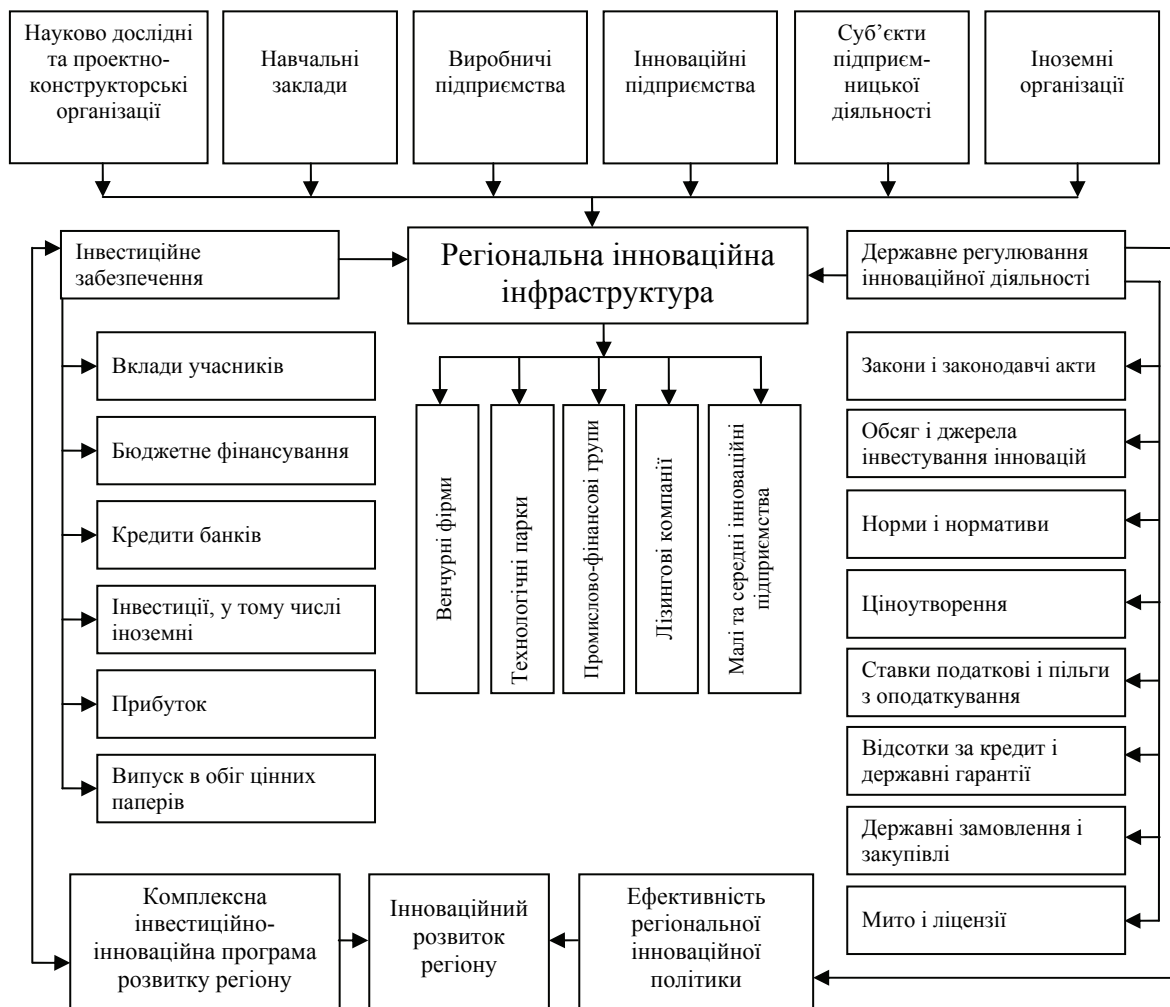 Науково дослідні
та проектно-
конструкторські
організації
Навчальні
заклади
Виробничі
підприємства
Інноваційні
підприємства
Суб’єкти
підприєм-
ницької
діяльності
Іноземні
організації
Інвестиційне
забезпечення
Регіональна інноваційна
інфраструктура
Державне регулювання
інноваційної діяльності
Вклади учасників
Бюджетне фінансування
Кредити банків
Інвестиції, у тому числі
іноземні
Прибуток
Випуск в обіг цінних
паперів
Венчурні фірми
Технологічні парки
Промислово-фінансові групи
Лізингові компанії
Малі та середні інноваційні
підприємства
Закони і законодавчі акти
Обсяг і джерела
інвестування інновацій
Норми і нормативи
Ціноутворення
Ставки податкові і пільги
з оподаткування
Відсотки за кредит і
державні гарантії
Державні замовлення і
закупівлі
Мито і ліцензії
Комплексна
інвестиційно-
інноваційна програма
розвитку регіону
Інноваційний
розвиток
регіону
Ефективність
регіональної
інноваційної
політики